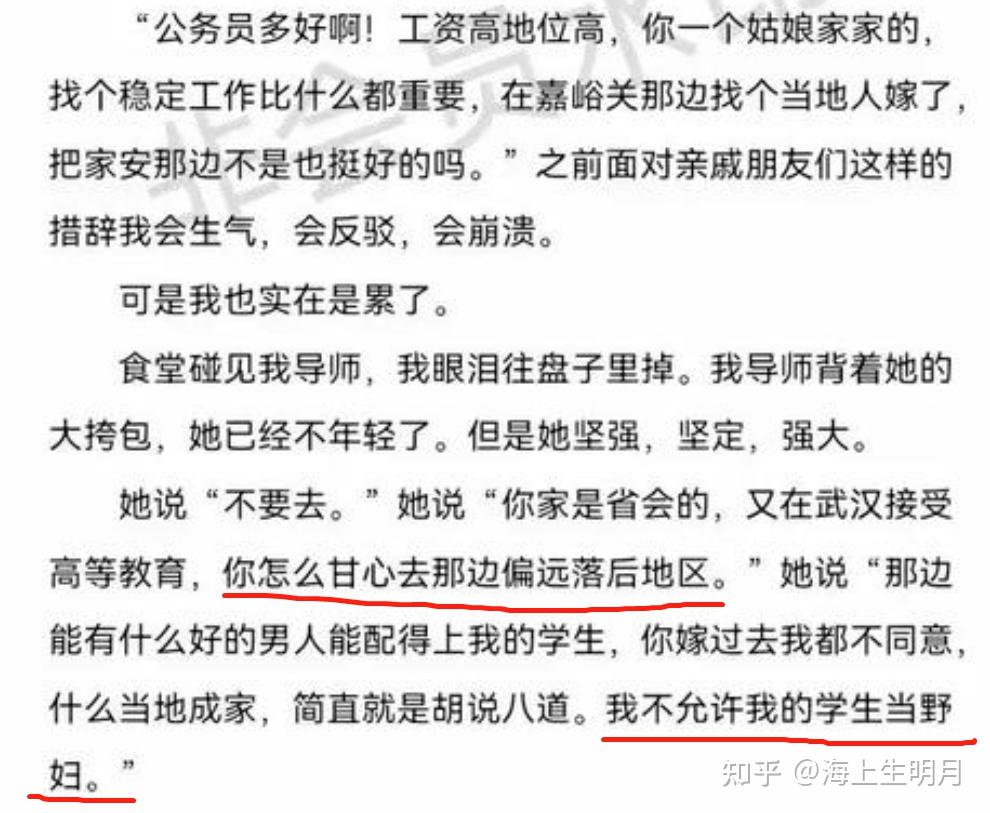 “公务员多好啊！工资高地位高，你一个姑娘家家的，
找个稳定工作比什么都重要，在嘉峪关那边找个当地人嫁了，
把家安那边不是也挺好的吗。”之前面对亲戚朋友们这样的
措辞我会生气，会反驳，会崩溃。
可是我也实在是累了。
食堂碰见我导师，我眼泪往盘子里掉。我导师背着她的
大挎包，她已经不年轻了。但是她坚强，坚定，强大。
她说“不要去。”她说“你家是省会的，又在武汉接受
高等教育，你怎么甘心去那边偏远落后地区。”她说“那边
能有什么好的男人能配得上我的学生，你嫁过去我都不同意，
什么当地成家，简直就是胡说八道。我不允许我的学生当野
妇。”
知乎 @海上生明月
非会员水